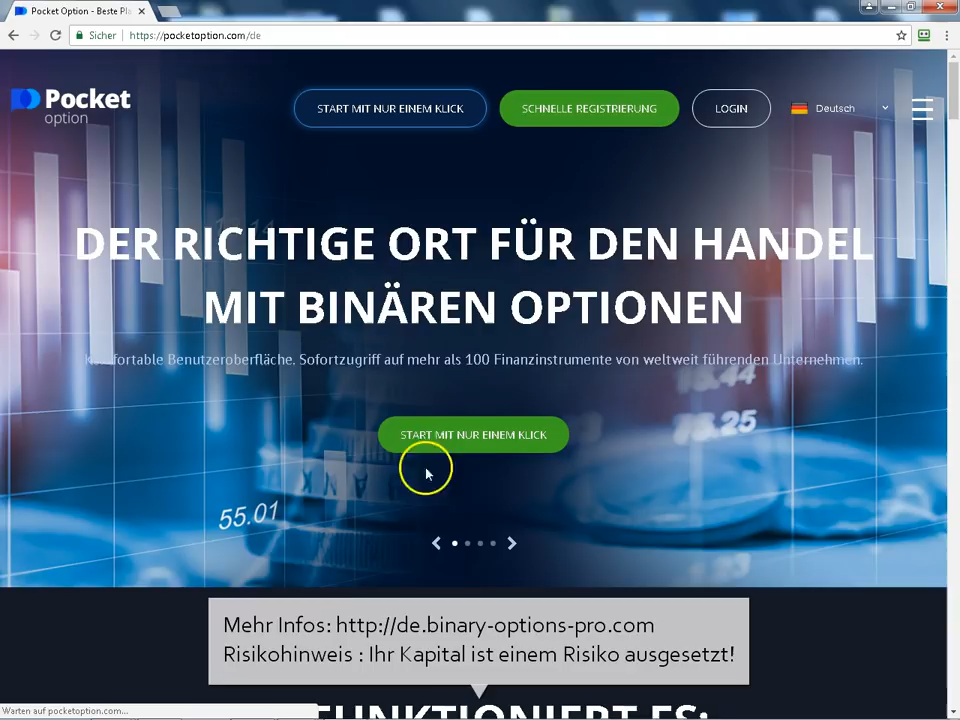 Pocket Option - Beste Pl
Sicher
https://pocketoption.com/de
Pocket
option
START MIT NUR EINEM KLICK
SCHNELLE REGISTRIERUNG
LOGIN
Deutsch
DER RICHTIGE ORT FÜR DEN HANDEL
MIT BINÄREN OPTIONEN
Komfortable Benutzeroberfläche. Sofortzugriff auf mehr als 100 Finanzinstrumente von weltweit führenden Unternehmen.
START MIT NUR EINEM KLICK
55.01
Mehr Infos: http://de.binary-options-pro.com
Risikohinweis : Ihr Kapital ist einem Risiko ausgesetzt!
FUNKTIONIERT ES:
Warten auf pocketoption.com...